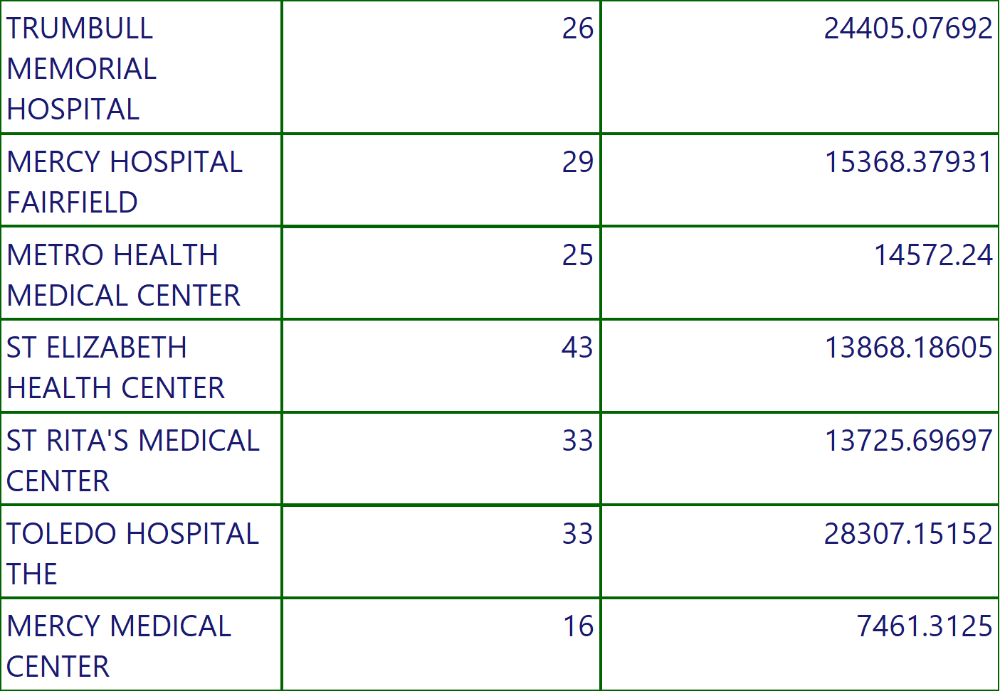 TRUMBULL 26 24405.07692
MEMORIAL
HOSPITAL
MERCY HOSPITAL 29 15368.37931
FAIRFIELD
METRO HEALTH 25 14572.24
MEDICAL CENTER
ST ELIZABETH 43 13868.18605
HEALTH CENTER
ST RITA'S MEDICAL 33 13725.69697
CENTER
TOLEDO HOSPITAL 33 28307.15152
THE
MERCY MEDICAL 16 7461.3125
CENTER